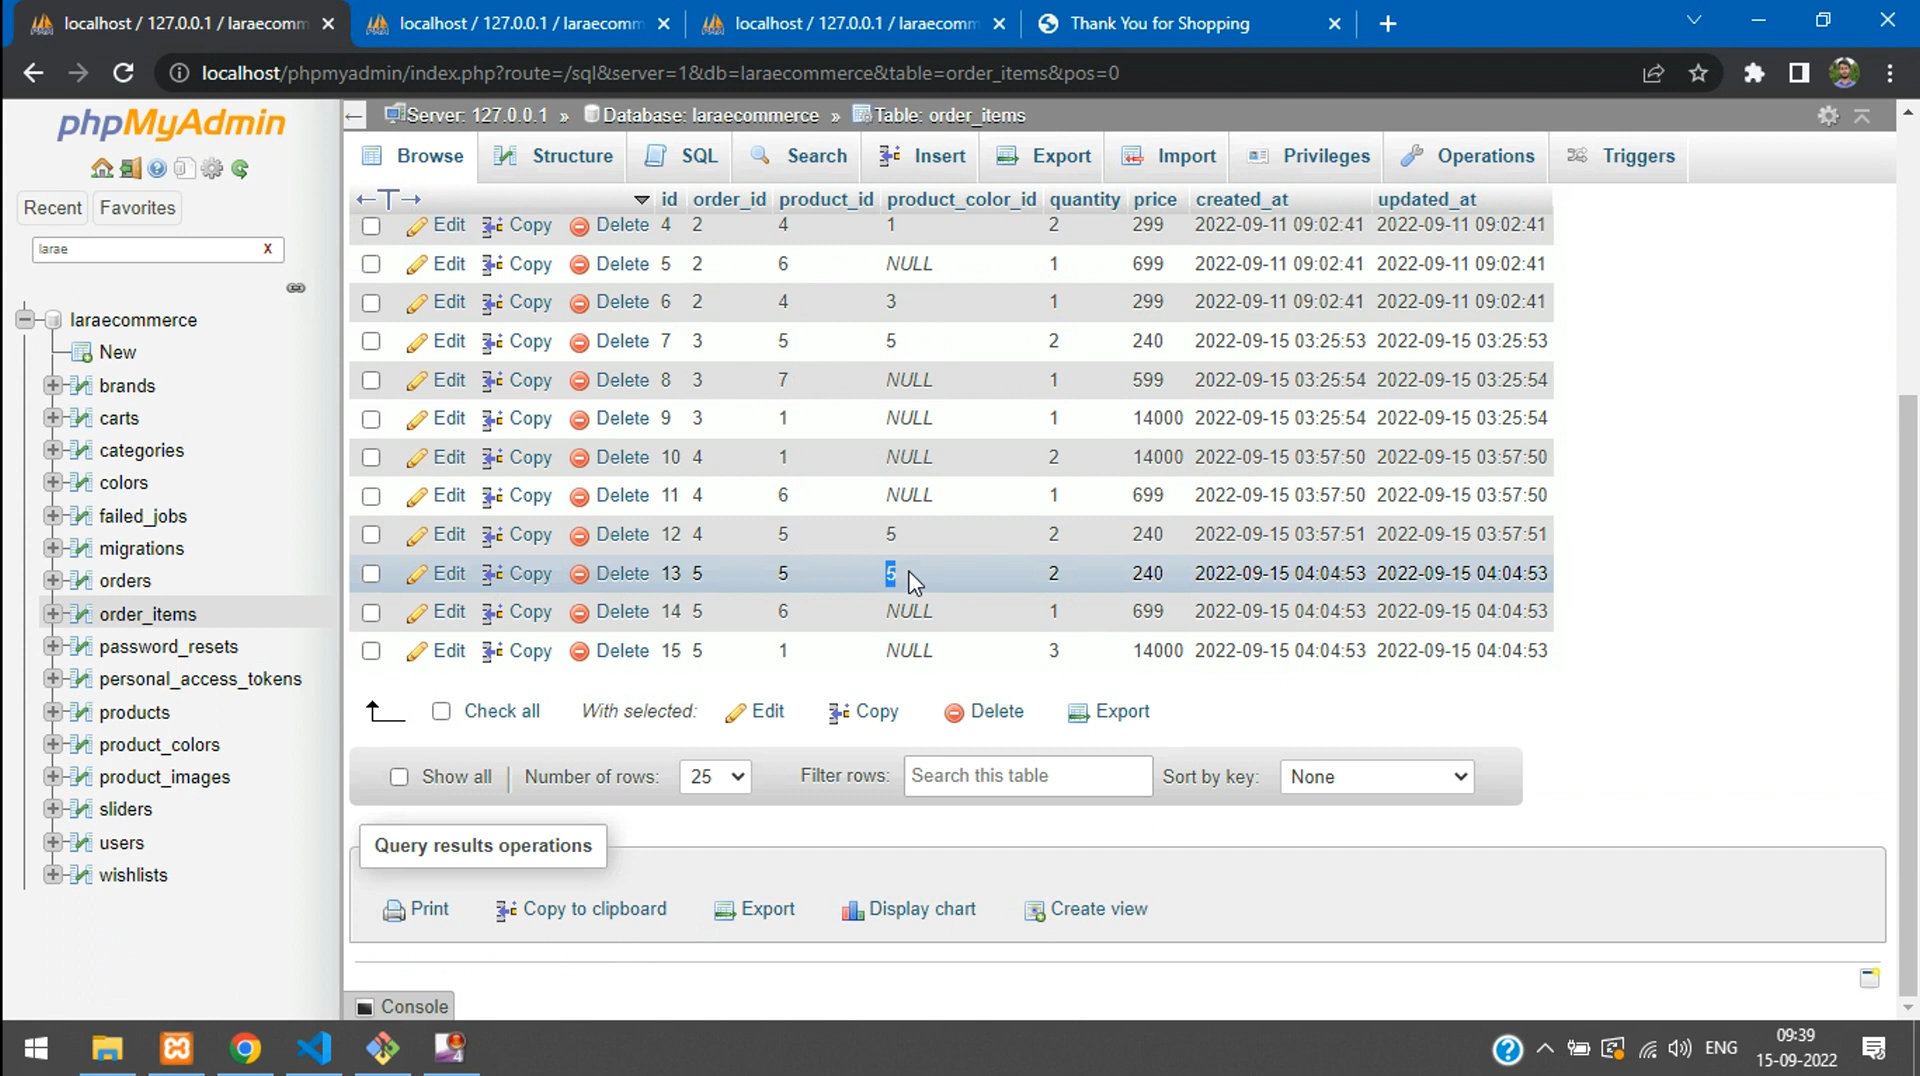 localhost / 127.0.0.1 / laraecomm
localhost / 127.0.0.1 / laraecomm
localhost / 127.0.0.1 / laraecomm
Thank You for Shopping
localhost/phpmyadmin/index.php?route=/sql&server=1&db=laraecommerce&table=order_items&pos=0
phpMyAdmin
Recent
Favorites
larae
X
laraecommerce
New
brands
carts
categories
colors
failed_jobs
migrations
orders
order_items
password_resets
personal_access_tokens
products
product_colors
product_images
sliders
users
wishlists
Server: 127.0.0.1 » Database: laraecommerce » Table: order_items
Browse Structure SQL Search Insert Export Import Privileges Operations Triggers
id order_id product_id product_color_id quantity price created_at updated_at
Edit Copy Delete 4 2 4 1 2 299 2022-09-11 09:02:41 2022-09-11 09:02:41
Edit Copy Delete 5 2 6 NULL 1 699 2022-09-11 09:02:41 2022-09-11 09:02:41
Edit Copy Delete 6 2 4 3 1 299 2022-09-11 09:02:41 2022-09-11 09:02:41
Edit Copy Delete 7 3 5 5 2 240 2022-09-15 03:25:53 2022-09-15 03:25:53
Edit Copy Delete 8 3 7 NULL 1 599 2022-09-15 03:25:54 2022-09-15 03:25:54
Edit Copy Delete 9 3 1 NULL 1 14000 2022-09-15 03:25:54 2022-09-15 03:25:54
Edit Copy Delete 10 4 1 NULL 2 14000 2022-09-15 03:57:50 2022-09-15 03:57:50
Edit Copy Delete 11 4 6 NULL 1 699 2022-09-15 03:57:50 2022-09-15 03:57:50
Edit Copy Delete 12 4 5 5 2 240 2022-09-15 03:57:51 2022-09-15 03:57:51
Edit Copy Delete 13 5 5 5 2 240 2022-09-15 04:04:53 2022-09-15 04:04:53
Edit Copy Delete 14 5 6 NULL 1 699 2022-09-15 04:04:53 2022-09-15 04:04:53
Edit Copy Delete 15 5 1 NULL 3 14000 2022-09-15 04:04:53 2022-09-15 04:04:53
Check all With selected: Edit Copy Delete Export
Show all Number of rows: 25 Filter rows: Search this table Sort by key: None
Query results operations
Print Copy to clipboard Export Display chart Create view
Console
4
ENG
09:39
15-09-2022